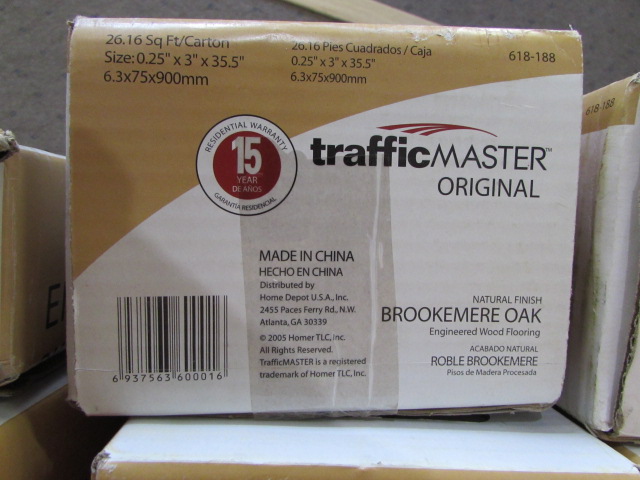 26.16 Sq Ft/Carton
Size: 0.25" x 3" x 35.5"
6.3x75x900mm
26.16 Pies Cuadrados / Caja
0.25" x 3" x 35.5"
6.3x75x900mm
618-188
618-188
RESIDENTIAL WARRANTY
15
YEAR
DE AÑOS
GARANTÍA RESIDENCIAL
trafficMASTER™
ORIGINAL
MADE IN CHINA
HECHO EN CHINA
Distributed by
Home Depot U.S.A., Inc.
2455 Paces Ferry Rd., N.W.
Atlanta, GA 30339
© 2005 Homer TLC, Inc.
All Rights Reserved.
TrafficMASTER is a registered
trademark of Homer TLC, Inc.
NATURAL FINISH
BROOKEMERE OAK
Engineered Wood Flooring
ACABADO NATURAL
ROBLE BROOKEMERE
Pisos de Madera Procesada
6 937563 600016